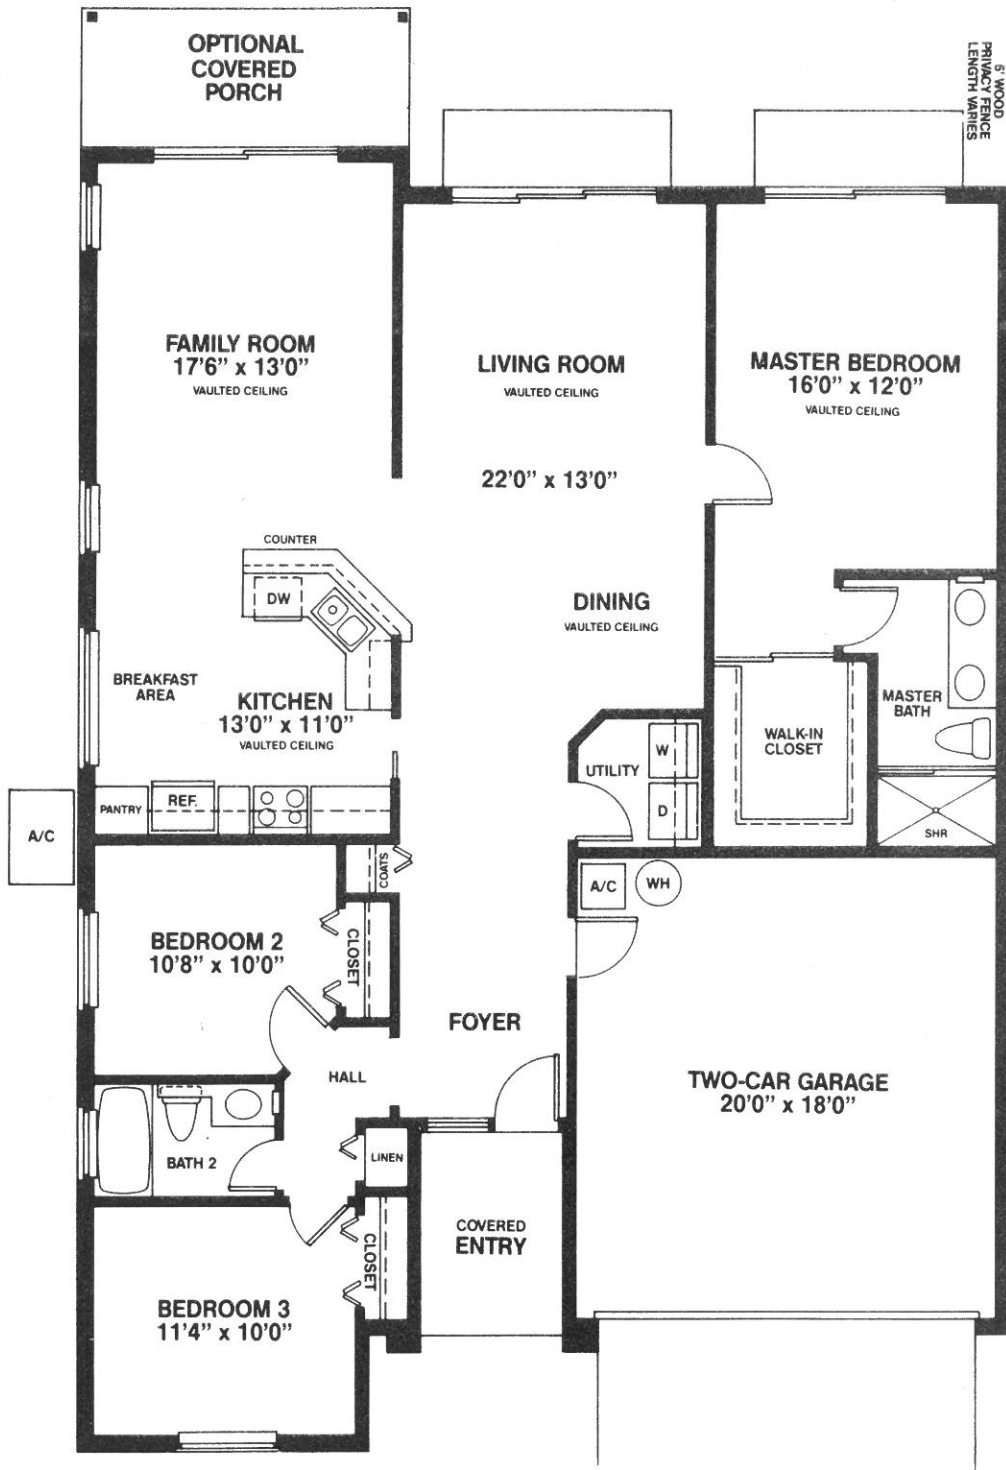 OPTIONAL
COVERED
PORCH
6' WOOD
PRIVACY FENCE
LENGTH VARIES
FAMILY ROOM
17'6" x 13'0"
VAULTED CEILING
LIVING ROOM
VAULTED CEILING
22'0" x 13'0"
MASTER BEDROOM
16'0" x 12'0"
VAULTED CEILING
COUNTER
DW
DINING
VAULTED CEILING
BREAKFAST
AREA
KITCHEN
13'0" x 11'0"
VAULTED CEILING
MASTER
BATH
WALK-IN
CLOSET
UTILITY
W
D
SHR
PANTRY
REF.
A/C
COATS
A/C
WH
BEDROOM 2
10'8" x 10'0"
CLOSET
FOYER
HALL
TWO-CAR GARAGE
20'0" x 18'0"
BATH 2
LINEN
COVERED
ENTRY
CLOSET
BEDROOM 3
11'4" x 10'0"